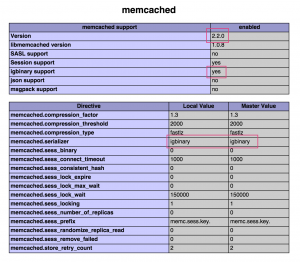 memcached
memcached support enabled
Version 2.2.0
libmemcached version 1.0.8
SASL support no
Session support yes
igbinary support yes
json support no
msgpack support no
Directive Local Value Master Value
memcached.compression_factor 1.3 1.3
memcached.compression_threshold 2000 2000
memcached.compression_type fastlz fastlz
memcached.serializer igbinary igbinary
memcached.sess_binary 0 0
memcached.sess_connect_timeout 1000 1000
memcached.sess_consistent_hash 0 0
memcached.sess_lock_expire 0 0
memcached.sess_lock_max_wait 0 0
memcached.sess_lock_wait 150000 150000
memcached.sess_locking 1 1
memcached.sess_number_of_replicas 0 0
memcached.sess_prefix memc.sess.key. memc.sess.key.
memcached.sess_randomize_replica_read 0 0
memcached.sess_remove_failed 0 0
memcached.store_retry_count 2 2